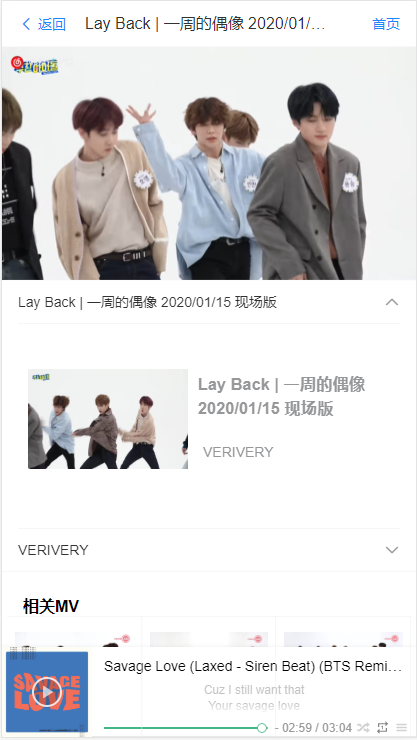 返回
Lay Back | 一周的偶像 2020/01/…
首页
Lay Back | 一周的偶像 2020/01/15 现场版
Lay Back | 一周的偶像
2020/01/15 现场版
VERIVERY
VERIVERY
相关MV
SAVAGE
LOVE
Savage Love (Laxed - Siren Beat) (BTS Remi…
Cuz I still want that
Your savage love
- 02:59 / 03:04